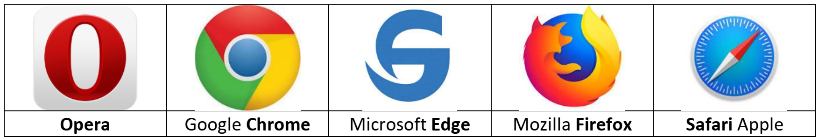 Opera
Google Chrome
Microsoft Edge
Mozilla Firefox
Safari Apple